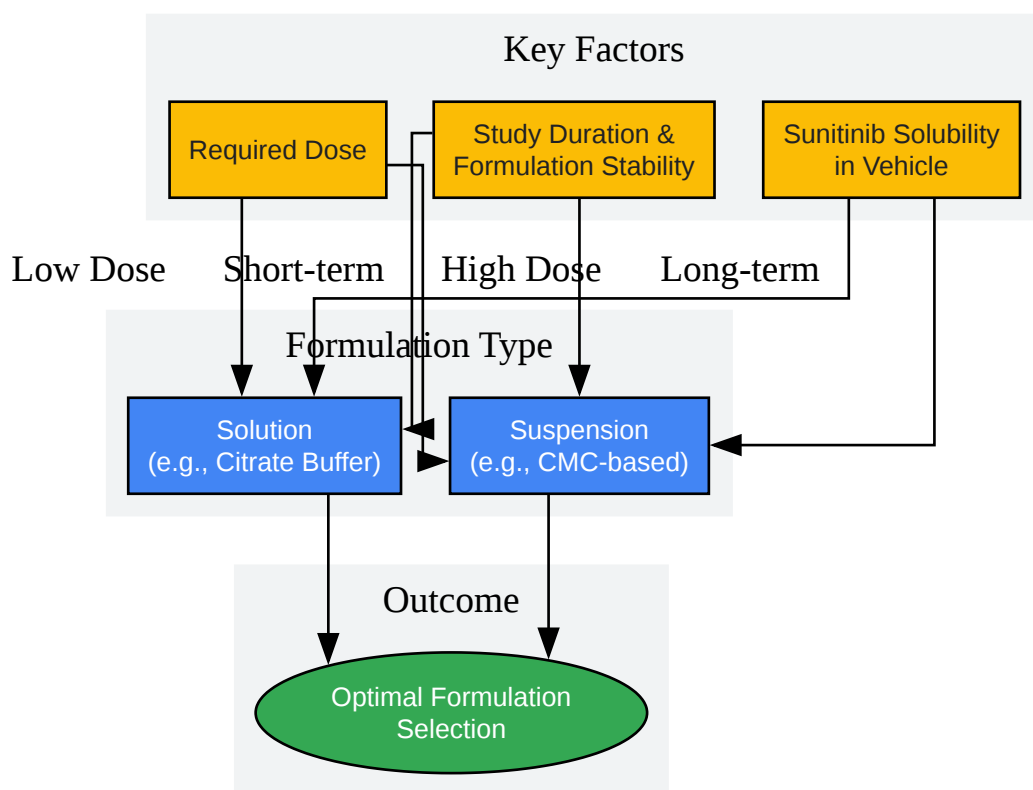 Key Factors
Required Dose
Study Duration &
Formulation Stability
Sunitinib Solubility
in Vehicle
Low Dose
Short-term
High Dose
Long-term
Formulation Type
Solution
(e.g., Citrate Buffer)
Suspension
(e.g., CMC-based)
Outcome
Optimal Formulation
Selection